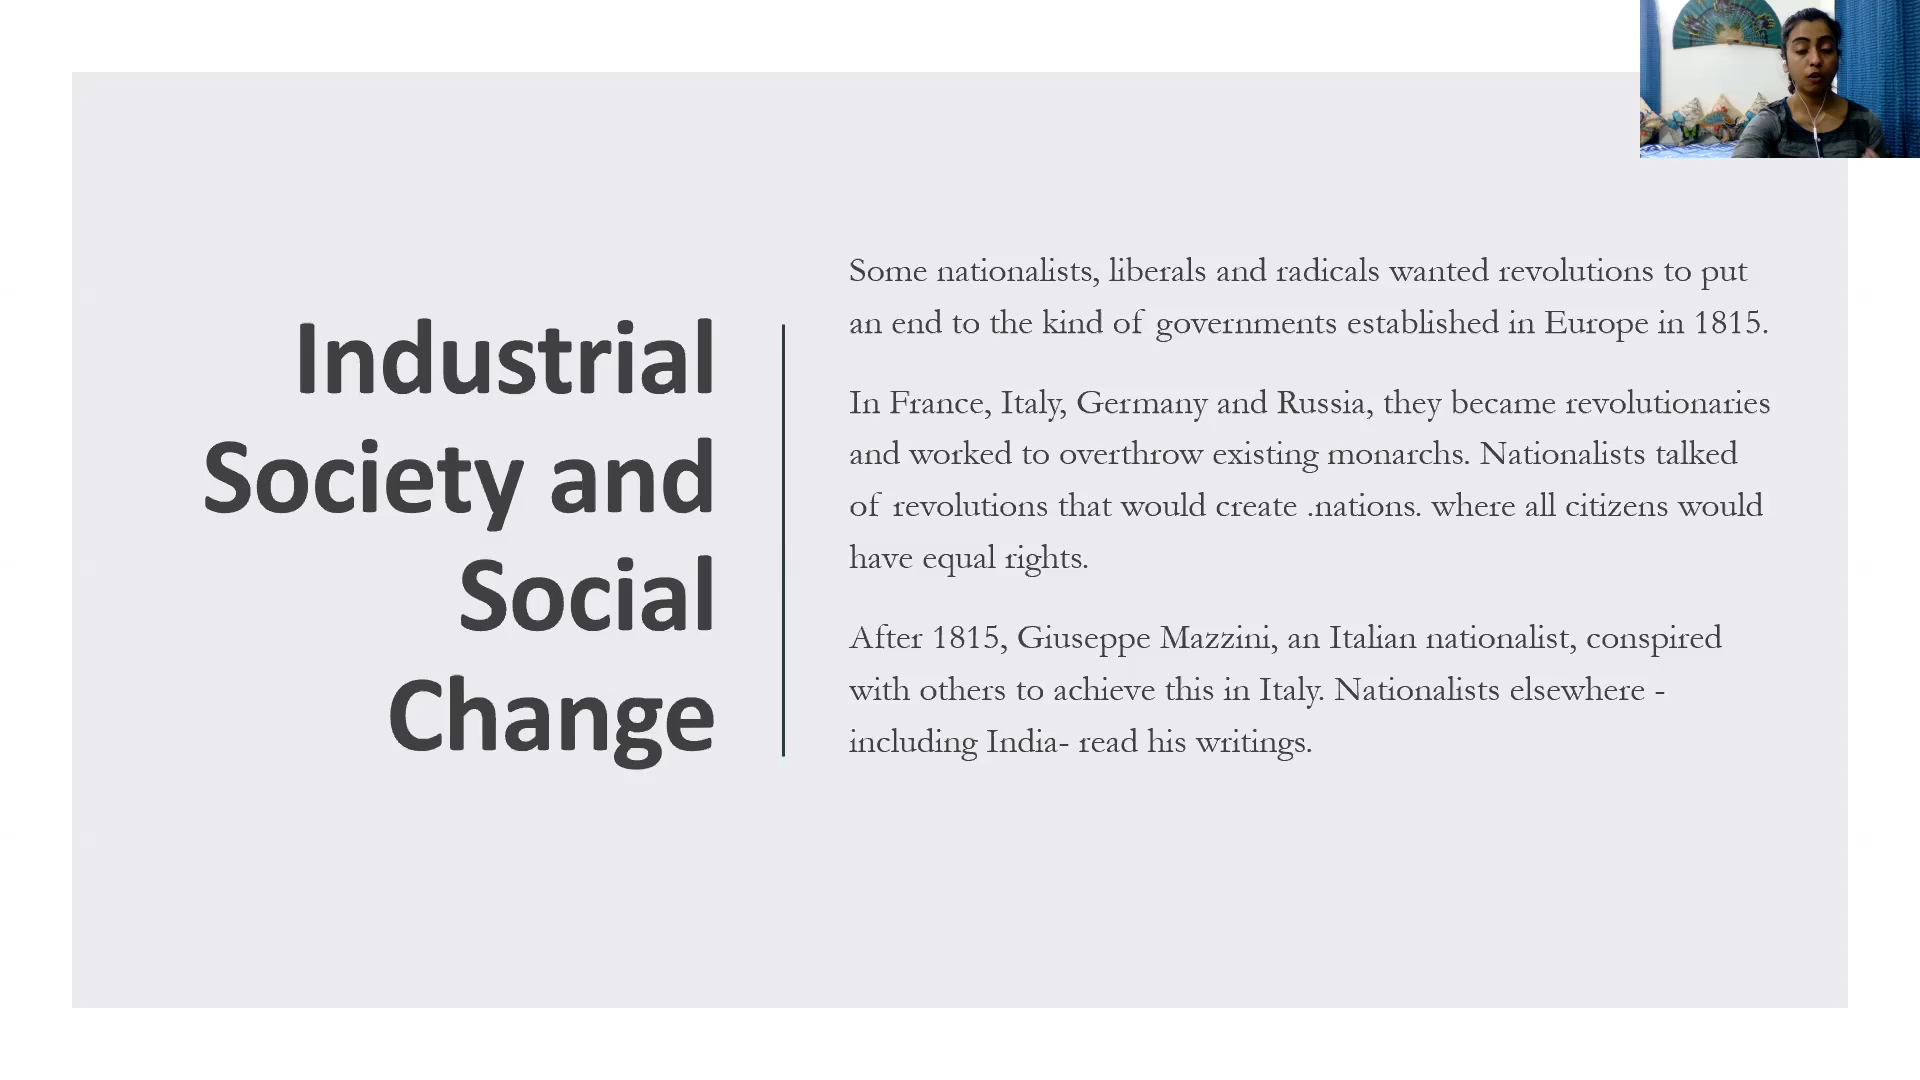 Industrial
Society and
Social
Change
Some nationalists, liberals and radicals wanted revolutions to put
an end to the kind of governments established in Europe in 1815.
In France, Italy, Germany and Russia, they became revolutionaries
and worked to overthrow existing monarchs. Nationalists talked
of revolutions that would create .nations. where all citizens would
have equal rights.
After 1815, Giuseppe Mazzini, an Italian nationalist, conspired
with others to achieve this in Italy. Nationalists elsewhere -
including India- read his writings.